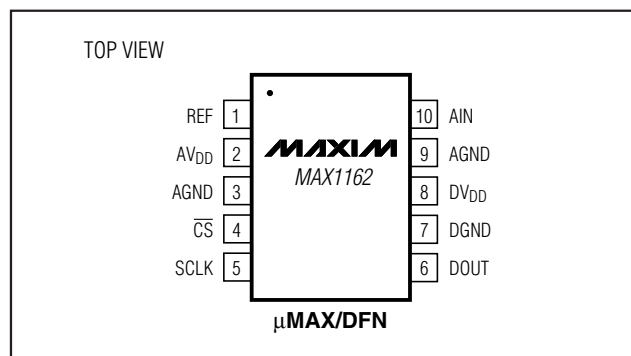 TOP VIEW
REF 1
AVDD 2
AGND 3
CS 4
SCLK 5
MAXIM
MAX1162
10 AIN
9 AGND
8 DVDD
7 DGND
6 DOUT
μMAX/DFN